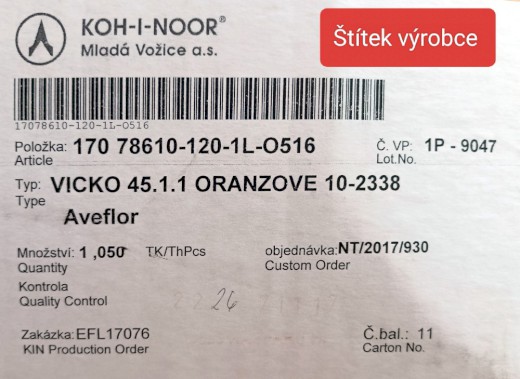 KOH-I-NOOR®
Mladá Vožice a.s.
Štítek výrobce
17078610-120-1L-O516
Položka: 170 78610-120-1L-O516 Č. VP: 1P - 9047
Article Lot.No.
Typ: VICKO 45.1.1 ORANZOVE 10-2338
Type
Aveflor
Množství: 1 ,050 TK/ThPcs objednávka: NT/2017/930
Quantity Custom Order
Kontrola
Quality Control 26
Zakázka: EFL17076 Č.bal.: 11
KIN Production Order Carton No.